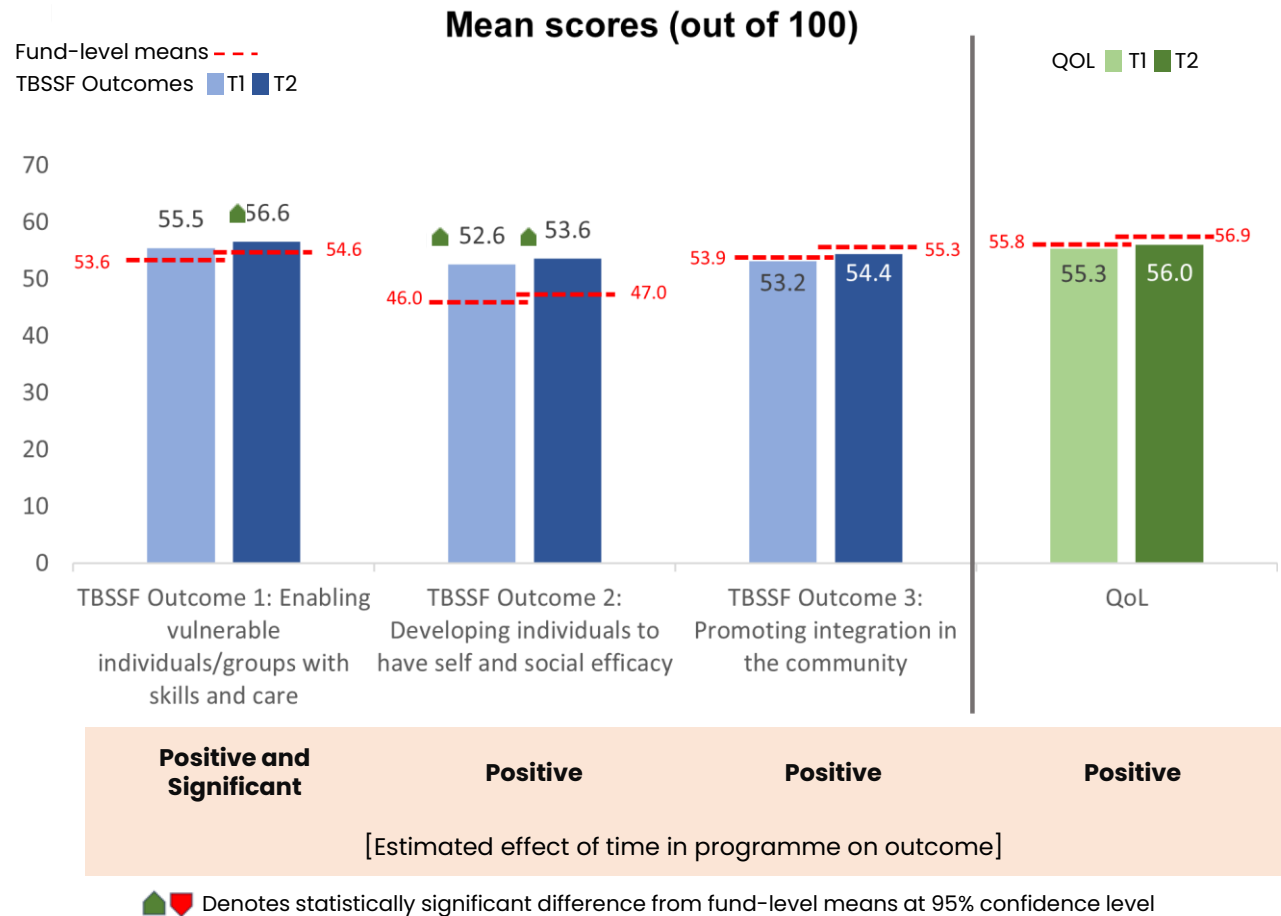 Mean scores (out of 100)
Fund-level means
TBSSF Outcomes T1 T2
QOL T1 T2
70
60
50
40
30
20
10
0
55.5
56.6
53.6
54.6
52.6
53.6
46.0
47.0
53.9
55.3
53.2
54.4
55.8
56.9
55.3
56.0
TBSSF Outcome 1: Enabling
vulnerable
individuals/groups with
skills and care
TBSSF Outcome 2:
Developing individuals to
have self and social efficacy
TBSSF Outcome 3:
Promoting integration in
the community
QoL
Positive and
Significant
Positive
Positive
Positive
[Estimated effect of time in programme on outcome]
Denotes statistically significant difference from fund-level means at 95% confidence level